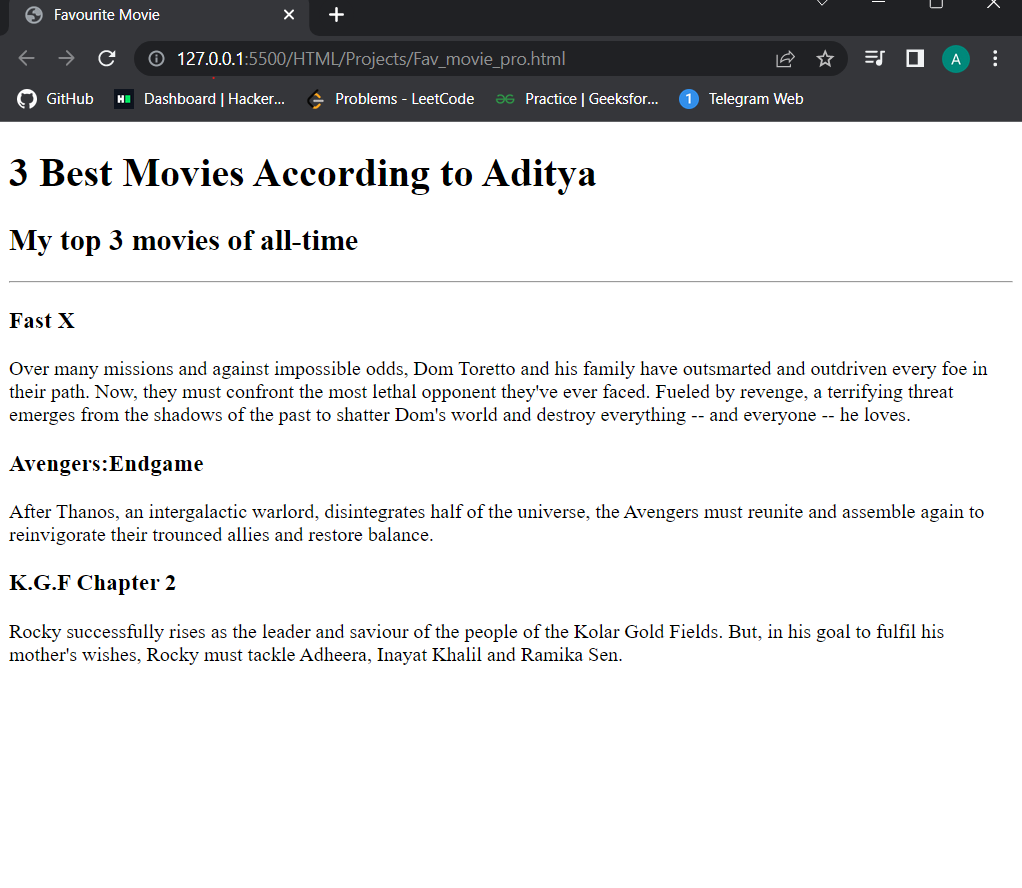 Favourite Movie
127.0.0.1:5500/HTML/Projects/Fav_movie_pro.html
A
GitHub
Dashboard | Hacker...
Problems - LeetCode
Practice | Geeksfor...
1
Telegram Web
3 Best Movies According to Aditya
My top 3 movies of all-time
Fast X
Over many missions and against impossible odds, Dom Toretto and his family have outsmarted and outdriven every foe in
their path. Now, they must confront the most lethal opponent they've ever faced. Fueled by revenge, a terrifying threat
emerges from the shadows of the past to shatter Dom's world and destroy everything -- and everyone -- he loves.
Avengers:Endgame
After Thanos, an intergalactic warlord, disintegrates half of the universe, the Avengers must reunite and assemble again to
reinvigorate their trounced allies and restore balance.
K.G.F Chapter 2
Rocky successfully rises as the leader and saviour of the people of the Kolar Gold Fields. But, in his goal to fulfil his
mother's wishes, Rocky must tackle Adheera, Inayat Khalil and Ramika Sen.